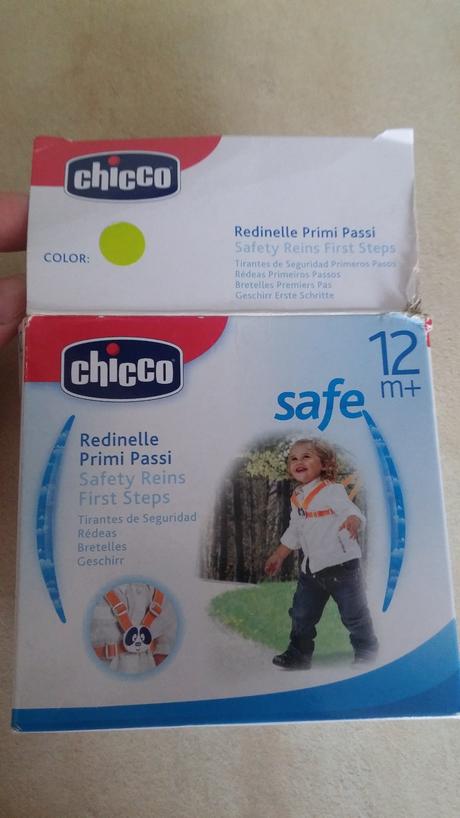 chicco
COLOR:
Redinelle Primi Passi
Safety Reins First Steps
Tirantes de Seguridad Primeros Pasos
Rédeas Primeiros Passos
Bretelles Premiers Pas
Geschirr Erste Schritte
chicco
12
m+
safe
Redinelle
Primi Passi
Safety Reins
First Steps
Tirantes de Seguridad
Rédeas
Bretelles
Geschirr